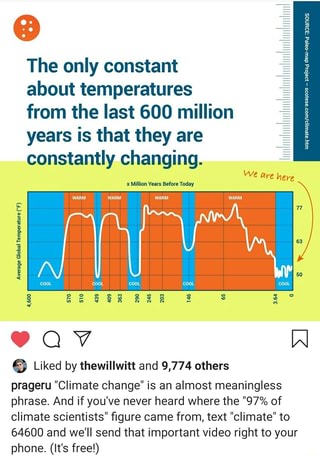 SOURCE: Paleo-map Project - scotese.com/climate.htm
The only constant
about temperatures
from the last 600 million
years is that they are
constantly changing.
We are here
x Million Years Before Today
Average Global Temperature (°F)
WARM WARM WARM WARM
77
63
50
COOL COOL COOL COOL COOL
4,600 570 510 439 409 363 290 245 203 146 65 3.64 0
Liked by thewillwitt and 9,774 others
prageru "Climate change" is an almost meaningless
phrase. And if you've never heard where the "97% of
climate scientists" figure came from, text "climate" to
64600 and we'll send that important video right to your
phone. (It's free!)